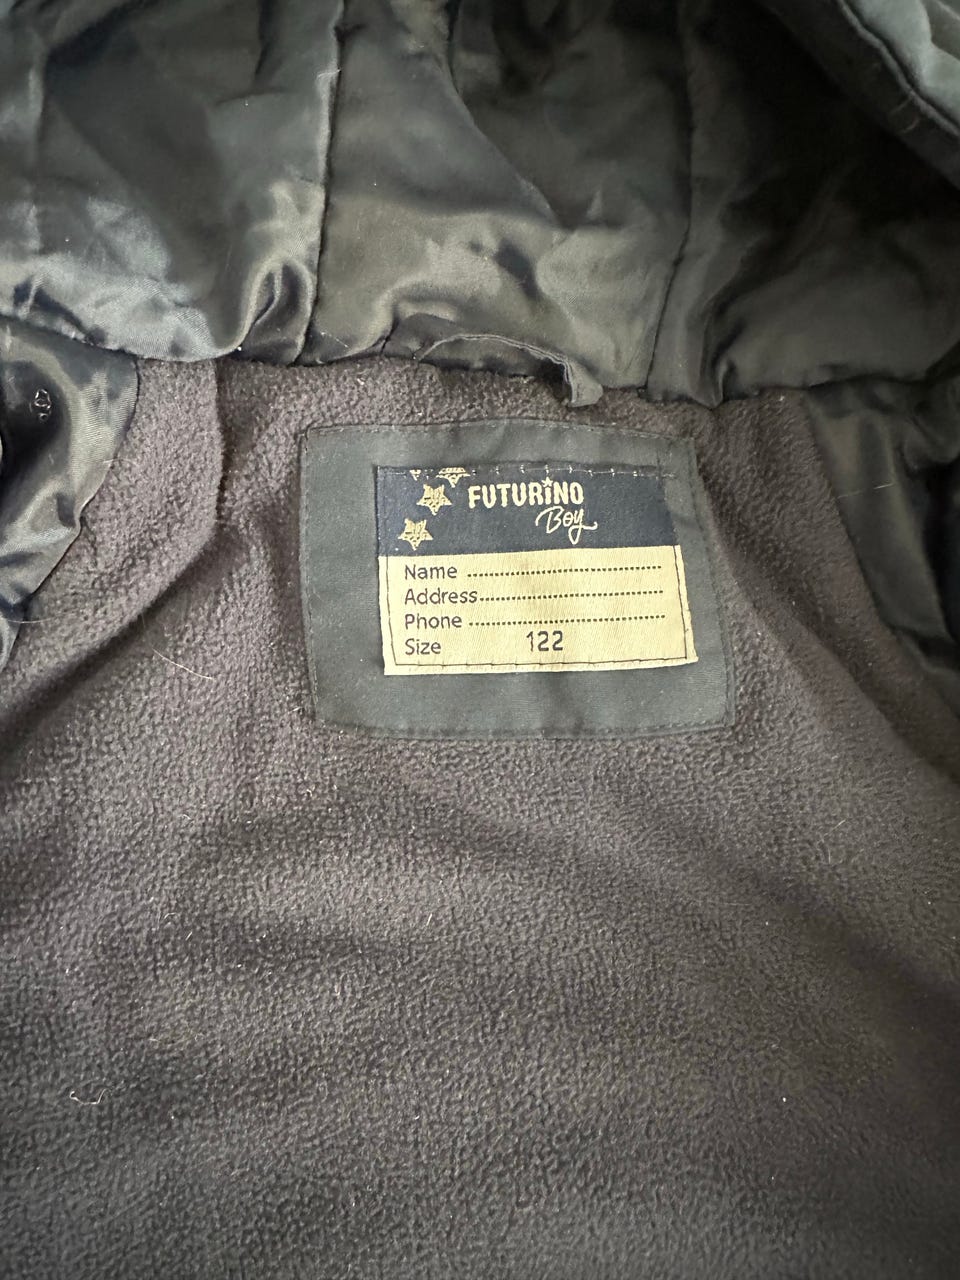 FUTURINO
Boy
Name ................................
Address..............................
Phone ................................
Size 122